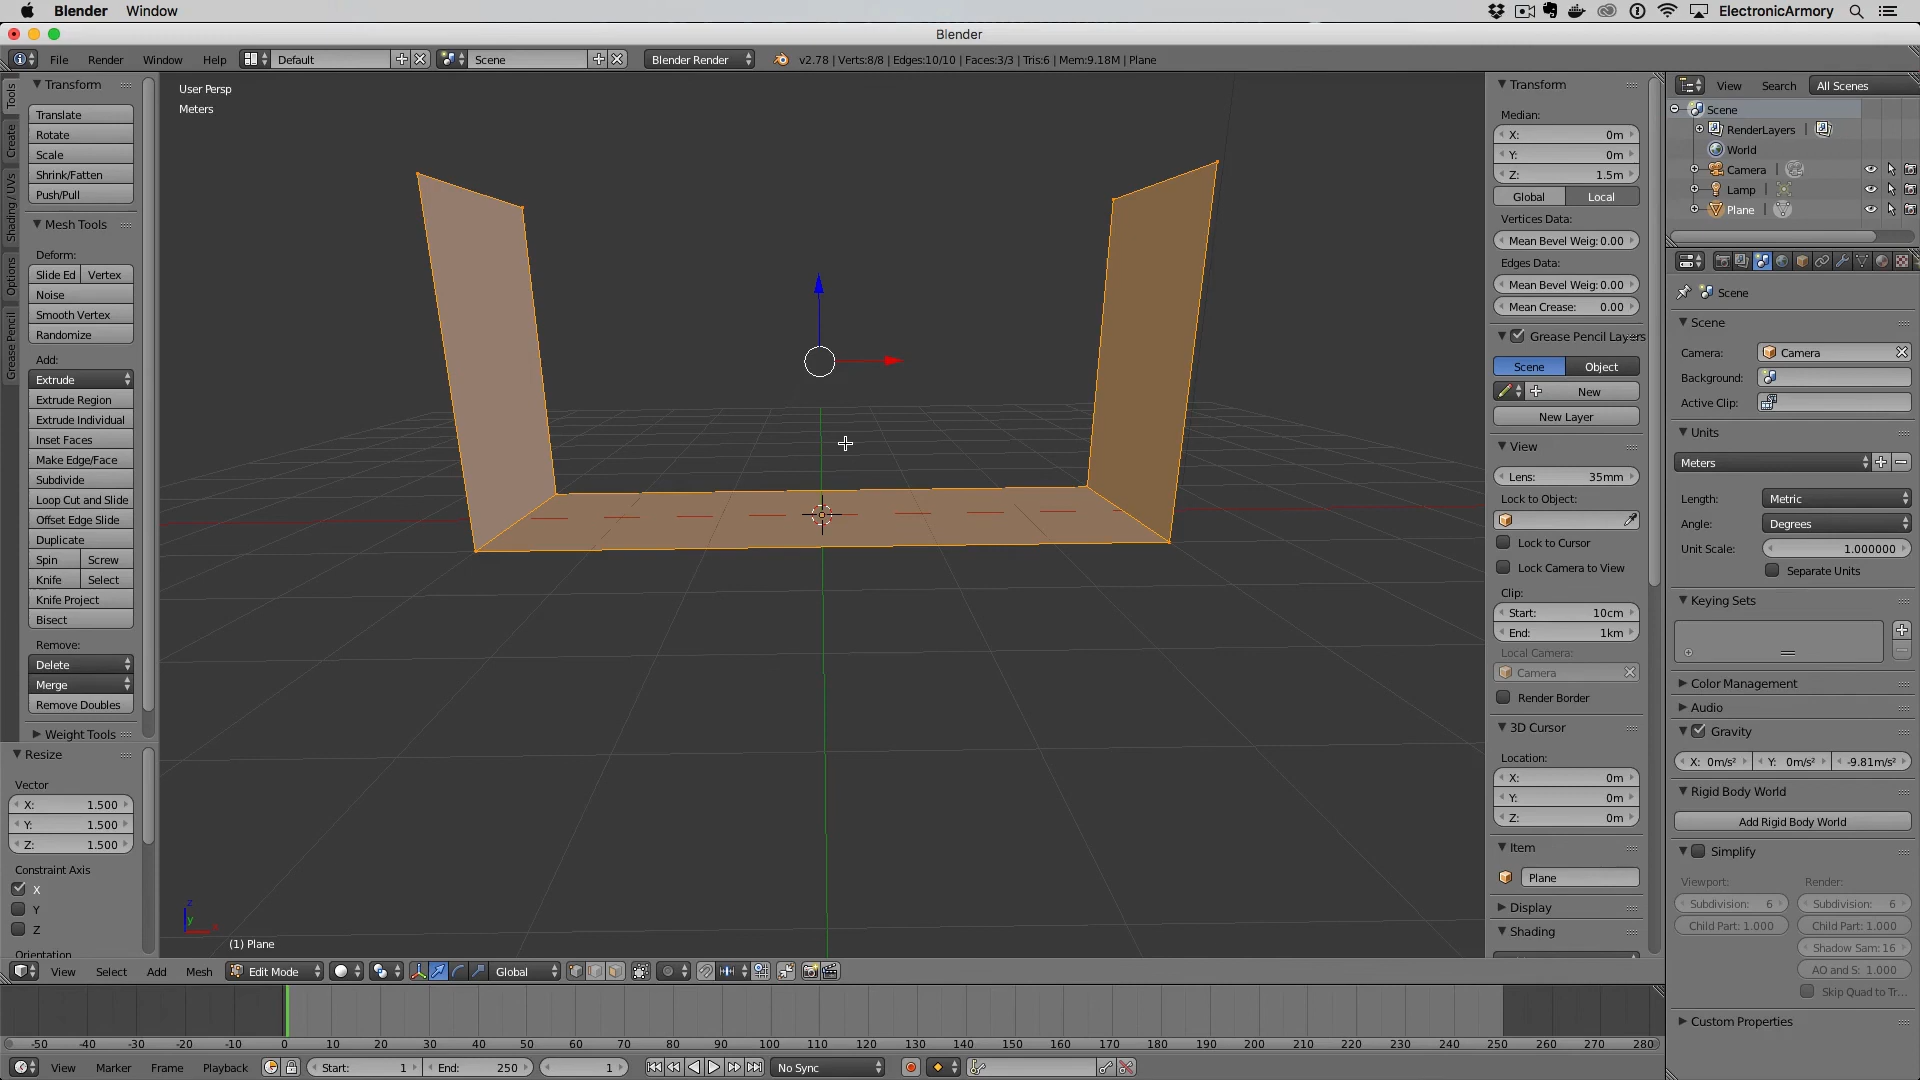 Blender Window ElectronicArmory
Blender
File Render Window Help Default Scene Blender Render v2.78 | Verts:8/8 | Edges:10/10 | Faces:3/3 | Tris:6 | Mem:9.18M | Plane
Tools
Create
Shading / UVs
Options
Grease Pencil
Transform
Translate
Rotate
Scale
Shrink/Fatten
Push/Pull
Mesh Tools
Deform:
Slide Ed Vertex
Noise
Smooth Vertex
Randomize
Add:
Extrude
Extrude Region
Extrude Individual
Inset Faces
Make Edge/Face
Subdivide
Loop Cut and Slide
Offset Edge Slide
Duplicate
Spin Screw
Knife Select
Knife Project
Bisect
Remove:
Delete
Merge
Remove Doubles
Weight Tools
Resize
Vector
X: 1.500
Y: 1.500
Z: 1.500
Constraint Axis
X
Y
Z
Orientation
User Persp
Meters
z
y
x
(1) Plane
Transform
Median:
X: 0m
Y: 0m
Z: 1.5m
Global Local
Vertices Data:
Mean Bevel Weig: 0.00
Edges Data:
Mean Bevel Weig: 0.00
Mean Crease: 0.00
Grease Pencil Layers
Scene Object
New
New Layer
View
Lens: 35mm
Lock to Object:
Lock to Cursor
Lock Camera to View
Clip:
Start: 10cm
End: 1km
Local Camera:
Camera
Render Border
3D Cursor
Location:
X: 0m
Y: 0m
Z: 0m
Item
Plane
Display
Shading
View Search All Scenes
Scene
RenderLayers |
World
Camera |
Lamp |
Plane |
Scene
Scene
Camera: Camera
Background:
Active Clip:
Units
Meters
Length: Metric
Angle: Degrees
Unit Scale: 1.000000
Separate Units
Keying Sets
Color Management
Audio
Gravity
X: 0m/s² Y: 0m/s² -9.81m/s²
Rigid Body World
Add Rigid Body World
Simplify
Viewport: Render:
Subdivision: 6 Subdivision: 6
Child Part: 1.000 Child Part: 1.000
Shadow Sam: 16
AO and S: 1.000
Skip Quad to Tr...
Custom Properties
View Select Add Mesh Edit Mode Global
-50 -40 -30 -20 -10 0 10 20 30 40 50 60 70 80 90 100 110 120 130 140 150 160 170 180 190 200 210 220 230 240 250 260 270 280
View Marker Frame Playback Start: 1 End: 250 1 No Sync